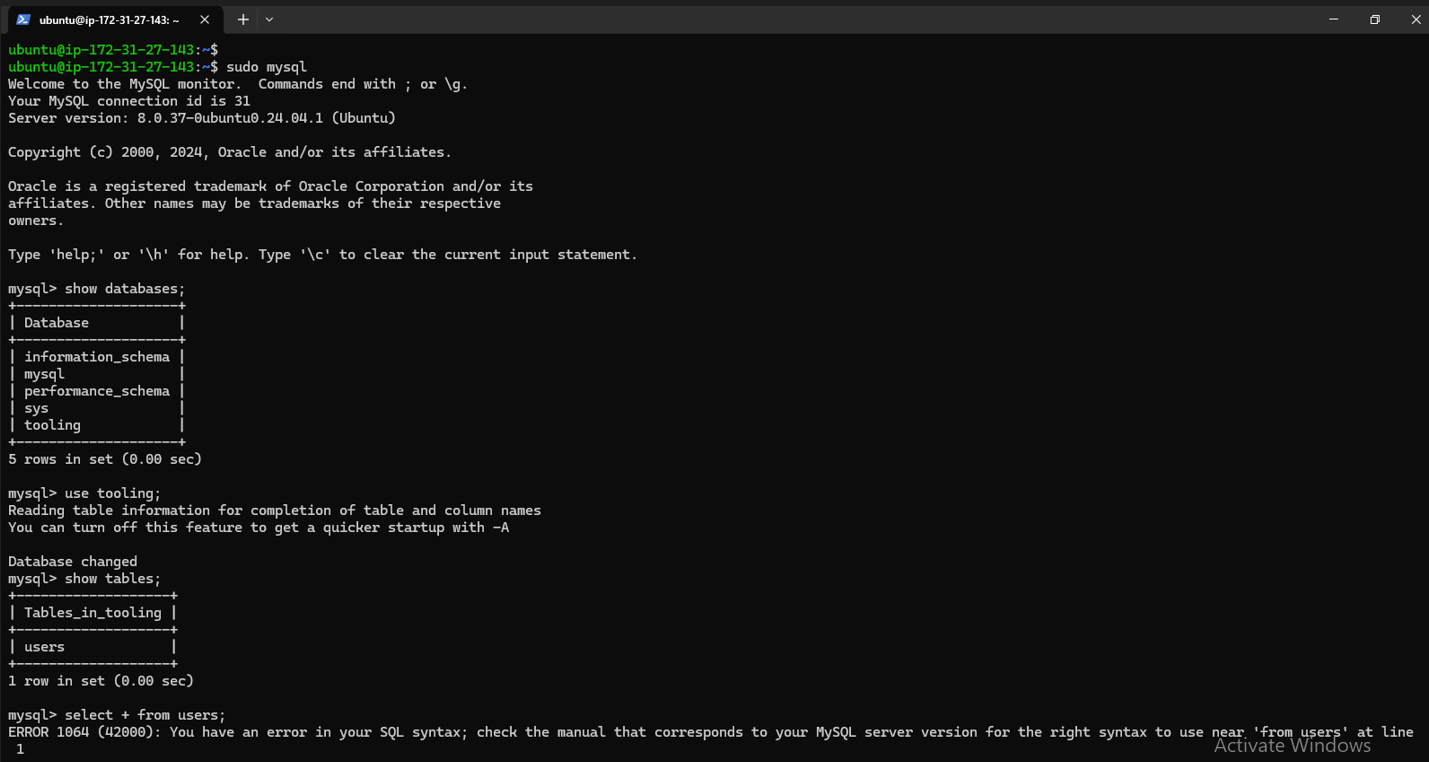 ubuntu@ip-172-31-27-143: ~
ubuntu@ip-172-31-27-143:~$
ubuntu@ip-172-31-27-143:~$ sudo mysql
Welcome to the MySQL monitor.  Commands end with ; or \g.
Your MySQL connection id is 31
Server version: 8.0.37-0ubuntu0.24.04.1 (Ubuntu)

Copyright (c) 2000, 2024, Oracle and/or its affiliates.

Oracle is a registered trademark of Oracle Corporation and/or its
affiliates. Other names may be trademarks of their respective
owners.

Type 'help;' or '\h' for help. Type '\c' to clear the current input statement.

mysql> show databases;
+--------------------+
| Database           |
+--------------------+
| information_schema |
| mysql              |
| performance_schema |
| sys                |
| tooling            |
+--------------------+
5 rows in set (0.00 sec)

mysql> use tooling;
Reading table information for completion of table and column names
You can turn off this feature to get a quicker startup with -A

Database changed
mysql> show tables;
+-------------------+
| Tables_in_tooling |
+-------------------+
| users             |
+-------------------+
1 row in set (0.00 sec)

mysql> select + from users;
ERROR 1064 (42000): You have an error in your SQL syntax; check the manual that corresponds to your MySQL server version for the right syntax to use near 'from users' at line
 1
Activate Windows